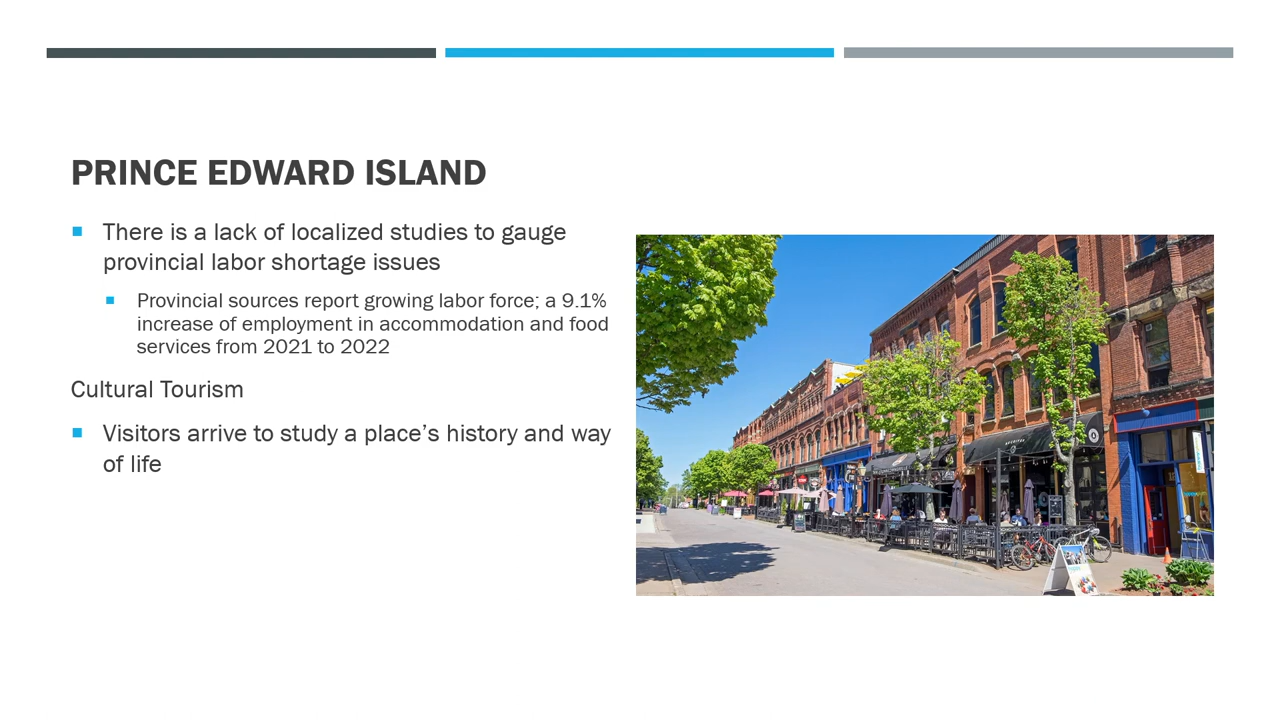 PRINCE EDWARD ISLAND
There is a lack of localized studies to gauge
provincial labor shortage issues
Provincial sources report growing labor force; a 9.1%
increase of employment in accommodation and food
services from 2021 to 2022
Cultural Tourism
Visitors arrive to study a place’s history and way
of life